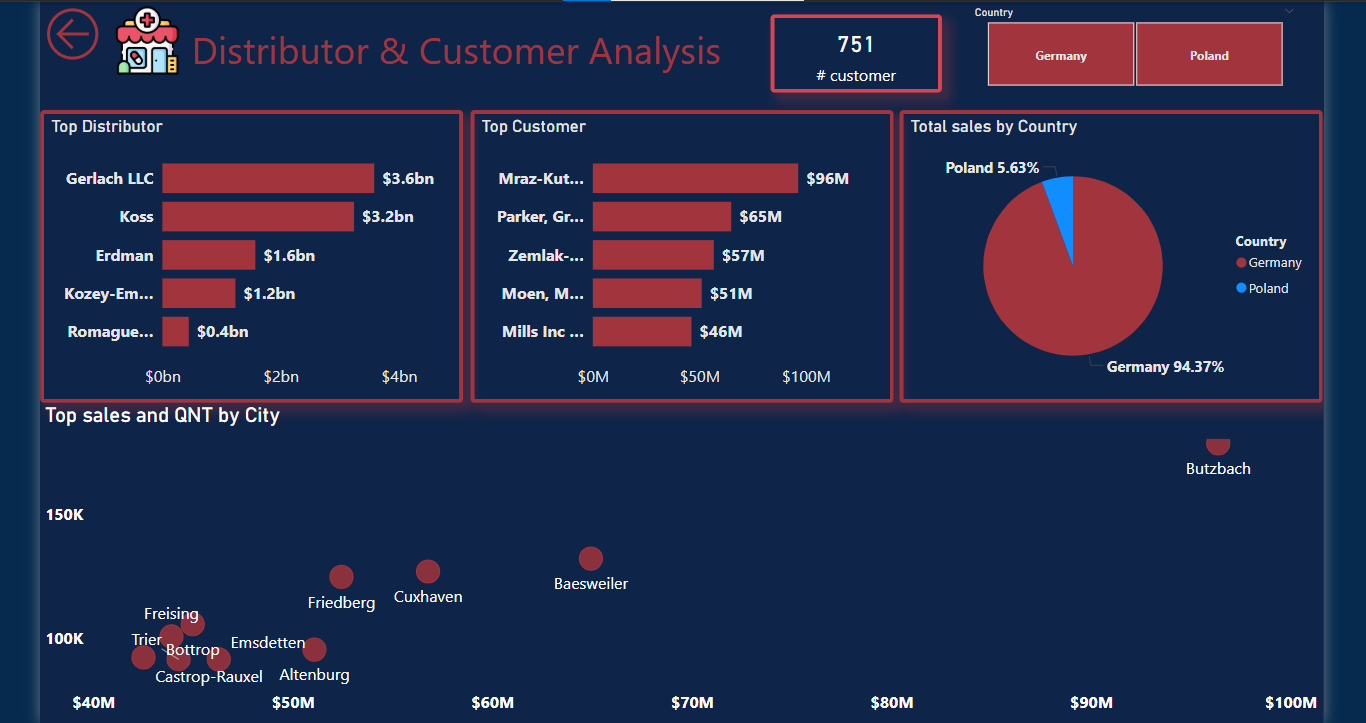 Distributor & Customer Analysis
751
# customer
Country
Germany
Poland
Top Distributor
Gerlach LLC
$3.6bn
Koss
$3.2bn
Erdman
$1.6bn
Kozey-Em...
$1.2bn
Romague...
$0.4bn
$0bn
$2bn
$4bn
Top Customer
Mraz-Kut...
$96M
Parker, Gr...
$65M
Zemlak-...
$57M
Moen, M...
$51M
Mills Inc ...
$46M
$0M
$50M
$100M
Total sales by Country
Poland 5.63%
Germany 94.37%
Country
Germany
Poland
Top sales and QNT by City
Butzbach
150K
Baesweiler
Cuxhaven
Friedberg
Freising
100K
Trier
Bottrop
Emsdetten
Castrop-Rauxel
Altenburg
$40M
$50M
$60M
$70M
$80M
$90M
$100M